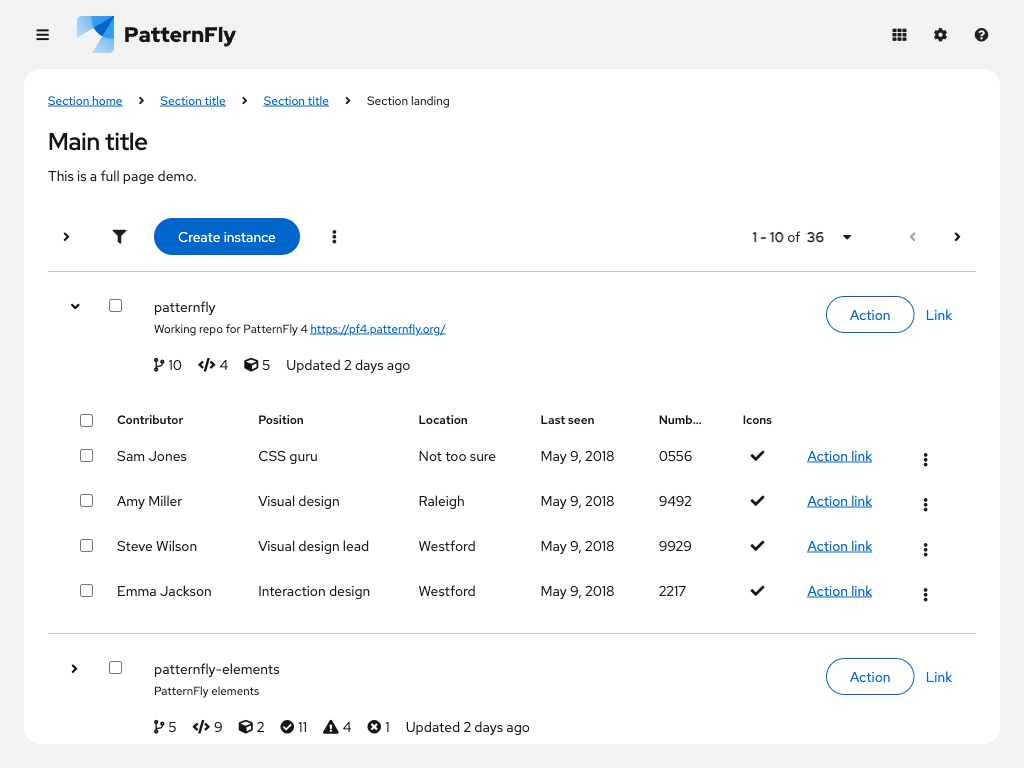 PatternFly
Section home Section title Section title Section landing
Main title
This is a full page demo.
Create instance 1 - 10 of 36
patternfly Action Link
Working repo for PatternFly 4 https://pf4.patternfly.org/
10 4 5 Updated 2 days ago
Contributor Position Location Last seen Numb... Icons
Sam Jones CSS guru Not too sure May 9, 2018 0556 Action link
Amy Miller Visual design Raleigh May 9, 2018 9492 Action link
Steve Wilson Visual design lead Westford May 9, 2018 9929 Action link
Emma Jackson Interaction design Westford May 9, 2018 2217 Action link
patternfly-elements Action Link
PatternFly elements
5 9 2 11 4 1 Updated 2 days ago